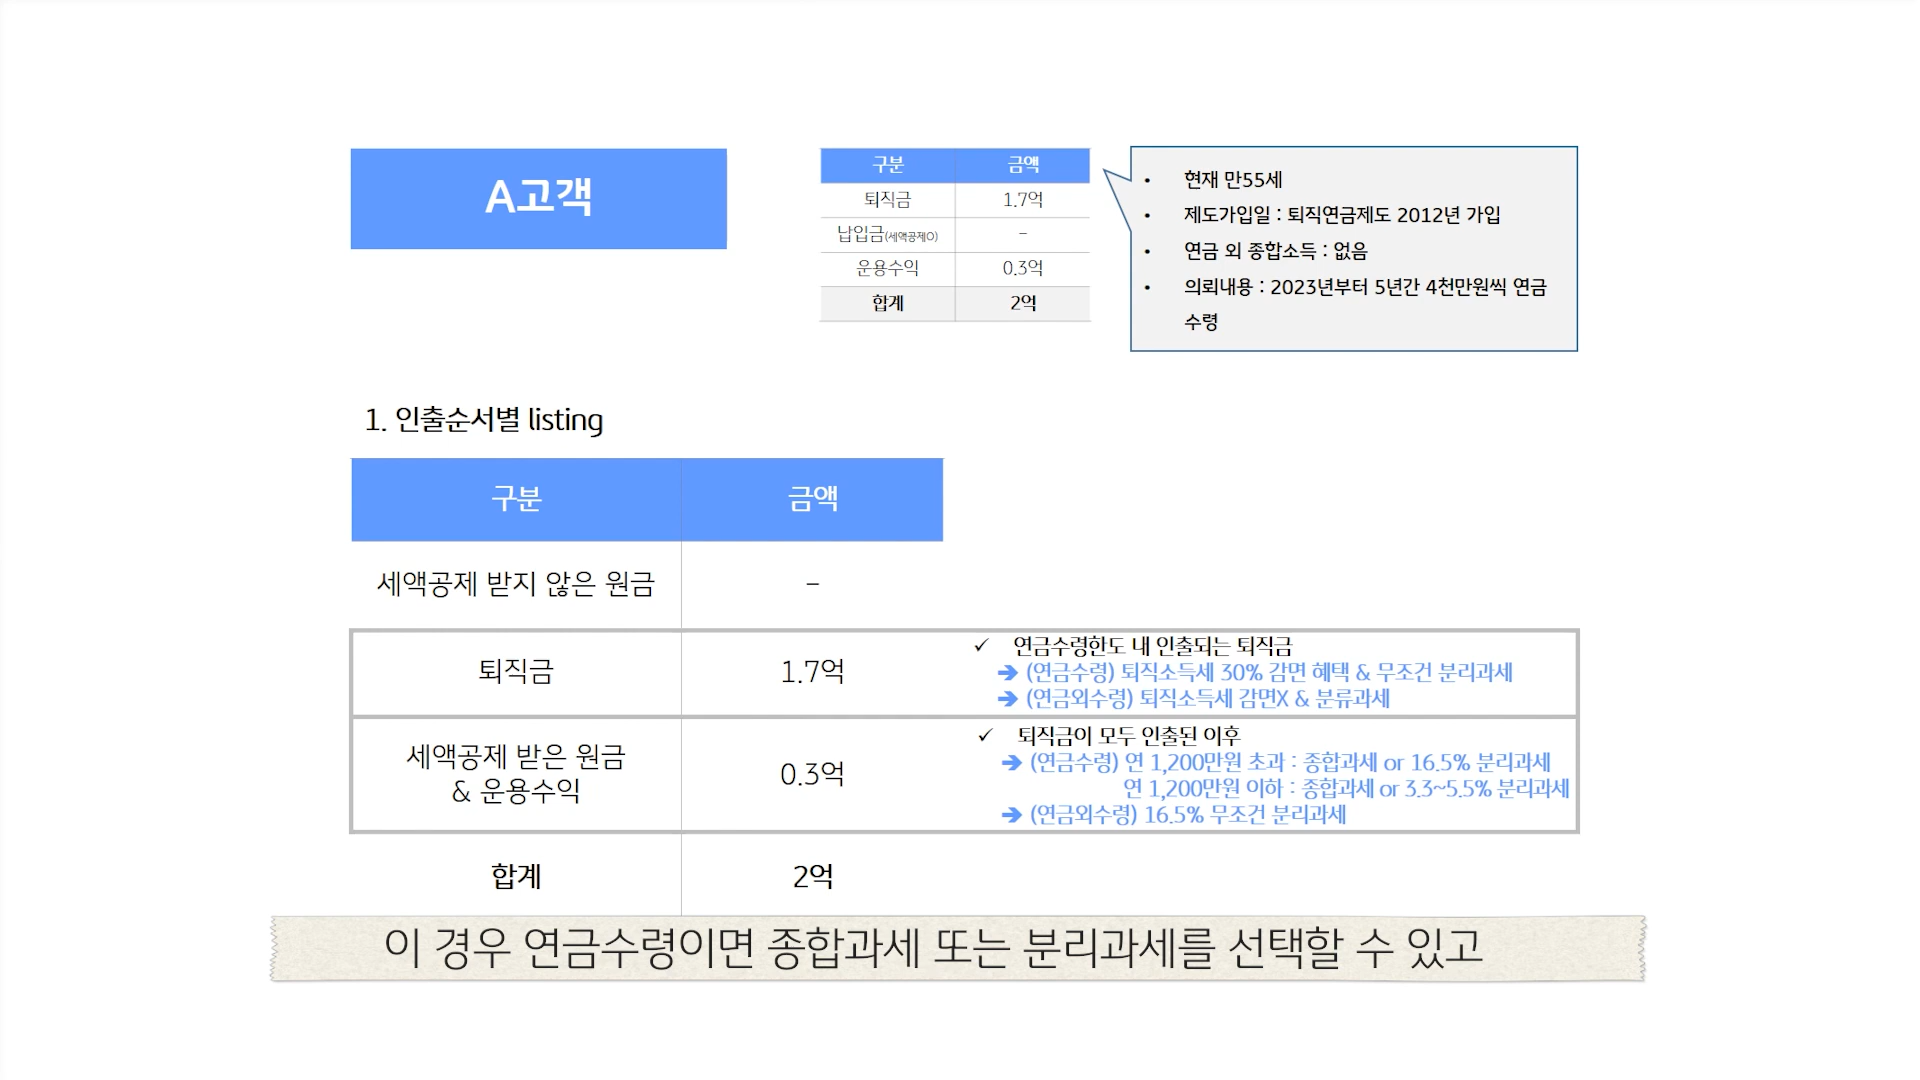 A고객
구분 금액
퇴직금 1.7억
납입금(세액공제O) –
운용수익 0.3억
합계 2억
• 현재 만55세
• 제도가입일 : 퇴직연금제도 2012년 가입
• 연금 외 종합소득 : 없음
• 의뢰내용 : 2023년부터 5년간 4천만원씩 연금
수령
1. 인출순서별 listing
구분 금액
세액공제 받지 않은 원금 –
퇴직금 1.7억
✓ 연금수령한도 내 인출되는 퇴직금
➔ (연금수령) 퇴직소득세 30% 감면 혜택 & 무조건 분리과세
➔ (연금외수령) 퇴직소득세 감면X & 분류과세
세액공제 받은 원금
& 운용수익
0.3억
✓ 퇴직금이 모두 인출된 이후
➔ (연금수령) 연 1,200만원 초과 : 종합과세 or 16.5% 분리과세
연 1,200만원 이하 : 종합과세 or 3.3~5.5% 분리과세
➔ (연금외수령) 16.5% 무조건 분리과세
합계 2억
이 경우 연금수령이면 종합과세 또는 분리과세를 선택할 수 있고